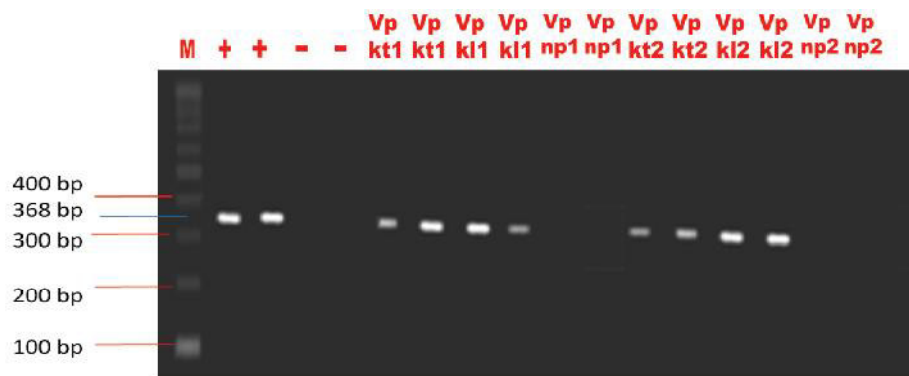 Vp Vp Vp Vp Vp Vp Vp Vp Vp Vp Vp Vp
M + + - - kt1 kt1 kl1 kl1 np1 np1 kt2 kt2 kl2 kl2 np2 np2
400 bp
368 bp
300 bp
200 bp
100 bp